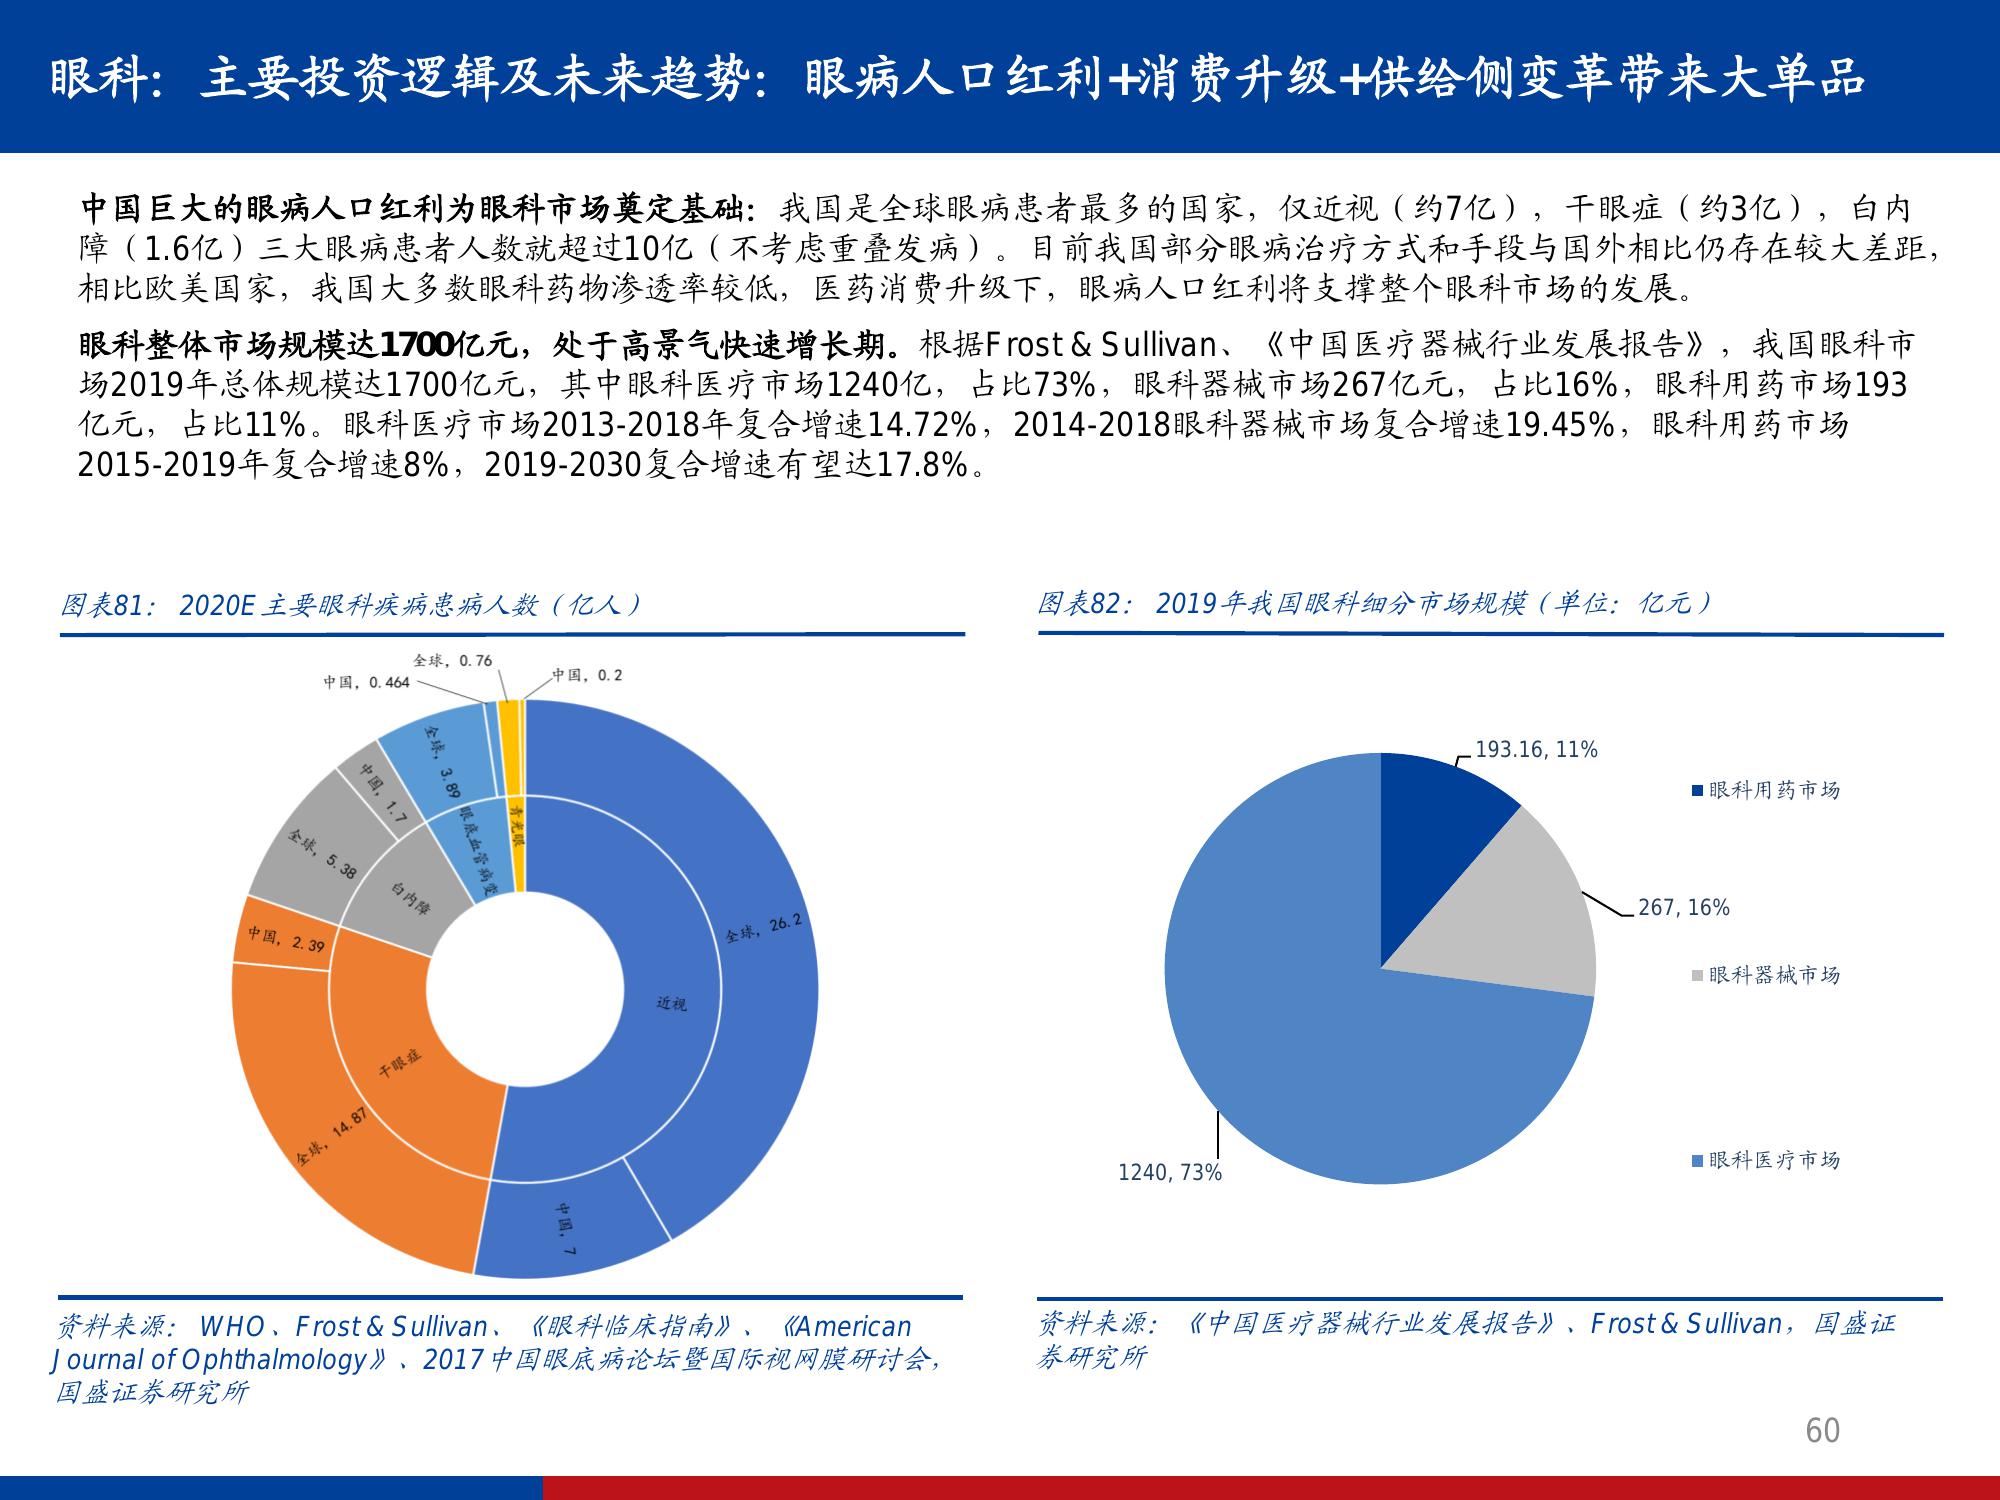 眼科：主要投资逻辑及未来趋势：眼病人口红利+消费升级+供给侧变革带来大单品
中国巨大的眼病人口红利为眼科市场奠定基础：我国是全球眼病患者最多的国家，仅近视（约7亿），干眼症（约3亿），白内
障（1.6亿）三大眼病患者人数就超过10亿（不考虑重叠发病）。目前我国部分眼病治疗方式和手段与国外相比仍存在较大差距，
相比欧美国家，我国大多数眼科药物渗透率较低，医药消费升级下，眼病人口红利将支撑整个眼科市场的发展。
眼科整体市场规模达1700亿元，处于高景气快速增长期。根据Frost & Sullivan、《中国医疗器械行业发展报告》，我国眼科市
场2019年总体规模达1700亿元，其中眼科医疗市场1240亿，占比73%，眼科器械市场267亿元，占比16%，眼科用药市场193
亿元，占比11%。眼科医疗市场2013-2018年复合增速14.72%，2014-2018眼科器械市场复合增速19.45%，眼科用药市场
2015-2019年复合增速8%，2019-2030复合增速有望达17.8%。
图表81： 2020E主要眼科疾病患病人数（亿人）
全球，0.76
中国，0.464
中国，0.2
全球，3.89
中国，1.7
全球，5.38
中国，2.39
全球，14.87
中国，7
全球，26.2
眼底血管病变
青光眼
白内障
干眼症
近视
资料来源： WHO、Frost & Sullivan、《眼科临床指南》、《American
Journal of Ophthalmology》、2017中国眼底病论坛暨国际视网膜研讨会，
国盛证券研究所
图表82： 2019年我国眼科细分市场规模（单位：亿元）
193.16, 11%
267, 16%
1240, 73%
眼科用药市场
眼科器械市场
眼科医疗市场
资料来源：《中国医疗器械行业发展报告》、Frost & Sullivan，国盛证
券研究所
60